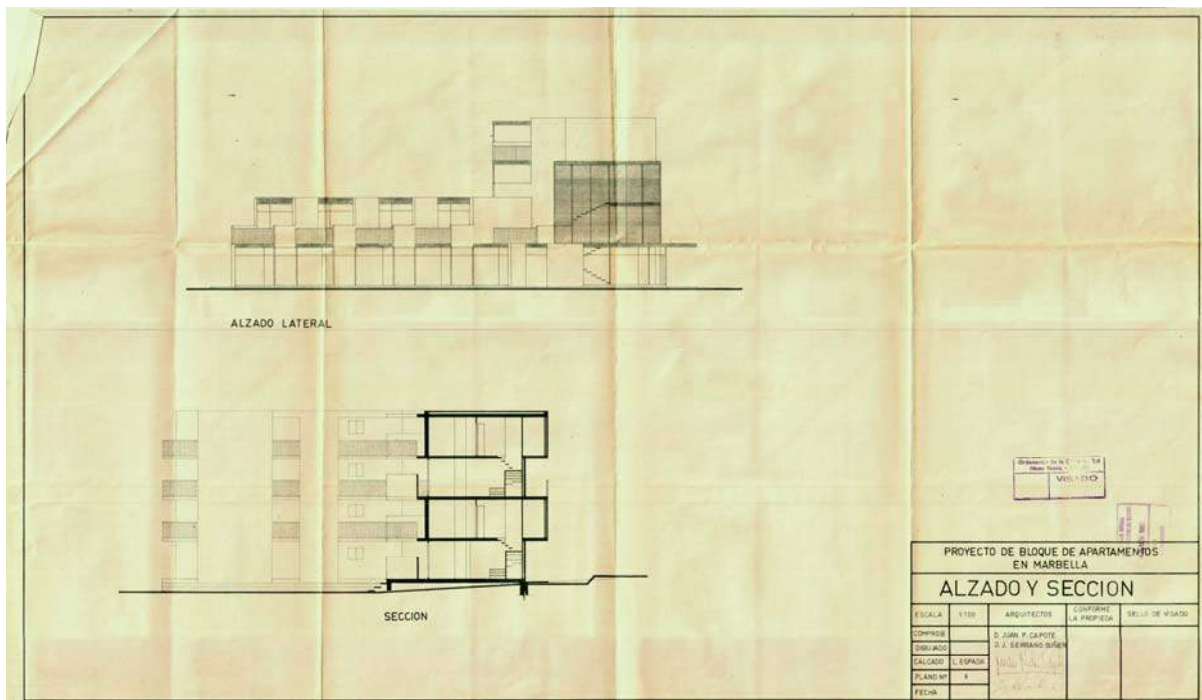 ALZADO LATERAL
SECCION
VISADO
PROYECTO DE BLOQUE DE APARTAMENTOS
EN MARBELLA
ALZADO Y SECCION
ESCALA 1:100 ARQUITECTOS CONFORME LA PROPIEDA SELLO DE VISADO
COMPROB D. JUAN P. CAPOTE
DIBUJADO D. J. SERRANO SUÑER
CALCADO L. ESPADA
PLANO Nº
FECHA